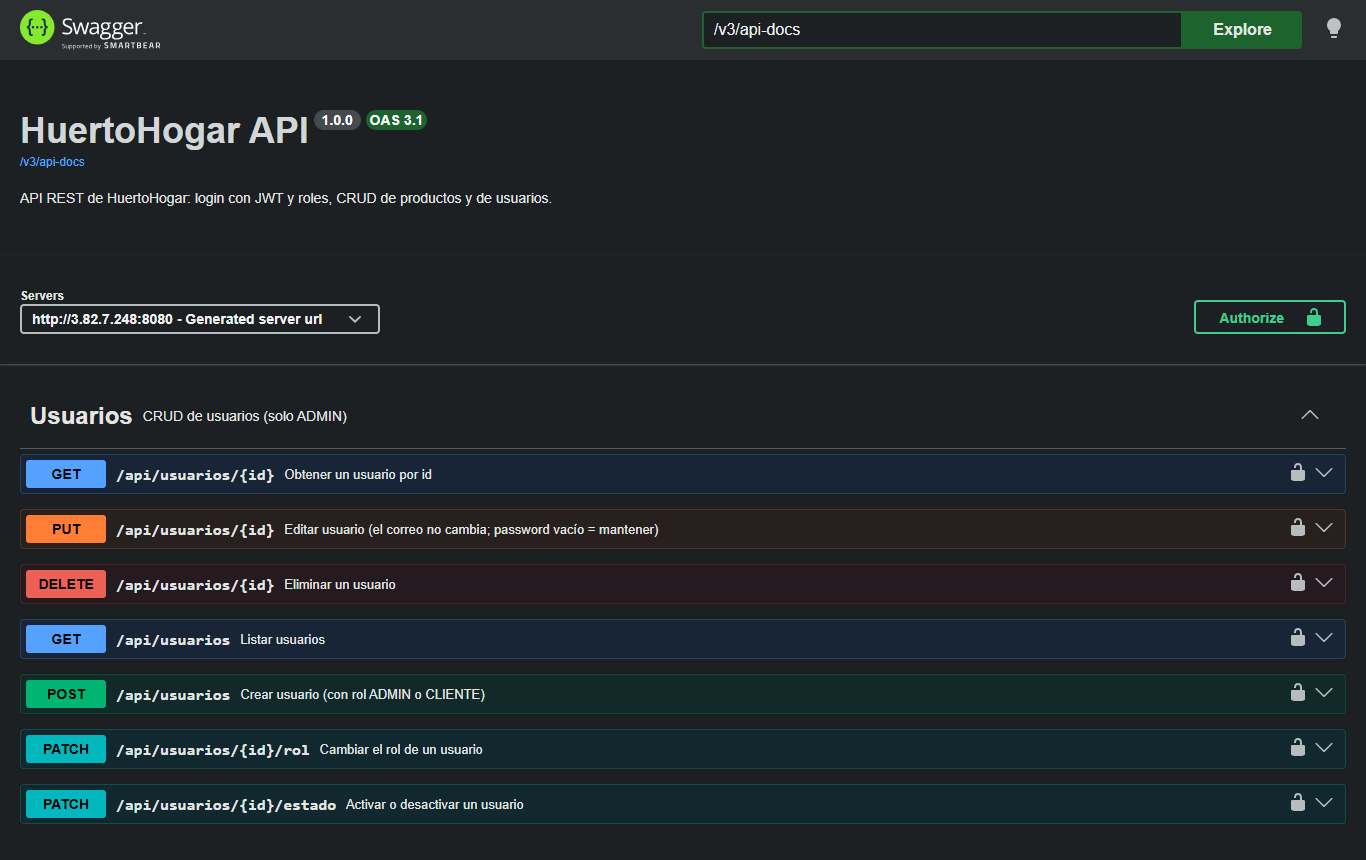 Swagger
Supported by SMARTBEAR
/v3/api-docs
Explore
HuertoHogar API 1.0.0 OAS 3.1
/v3/api-docs
API REST de HuertoHogar: login con JWT y roles, CRUD de productos y de usuarios.
Servers
http://3.82.7.248:8080 - Generated server url
Authorize
Usuarios CRUD de usuarios (solo ADMIN)
GET /api/usuarios/{id} Obtener un usuario por id
PUT /api/usuarios/{id} Editar usuario (el correo no cambia; password vacío = mantener)
DELETE /api/usuarios/{id} Eliminar un usuario
GET /api/usuarios Listar usuarios
POST /api/usuarios Crear usuario (con rol ADMIN o CLIENTE)
PATCH /api/usuarios/{id}/rol Cambiar el rol de un usuario
PATCH /api/usuarios/{id}/estado Activar o desactivar un usuario